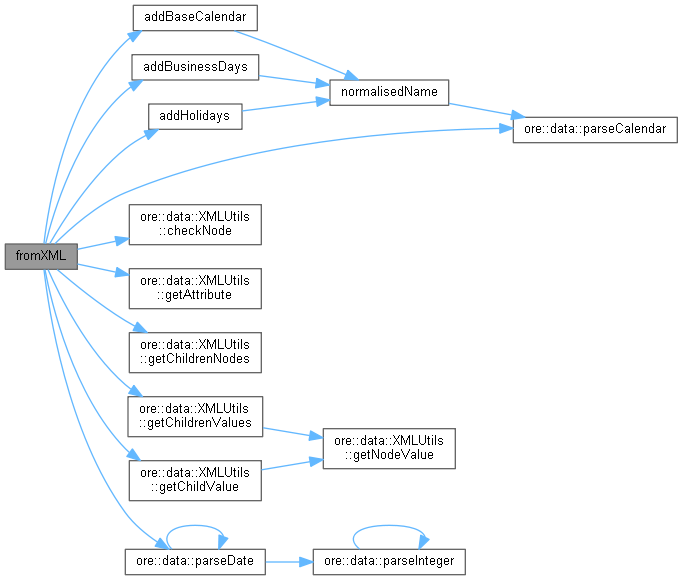 addBaseCalendar
addBusinessDays
normalisedName
addHolidays
ore::data::parseCalendar
ore::data::XMLUtils
::checkNode
fromXML
ore::data::XMLUtils
::getAttribute
ore::data::XMLUtils
::getChildrenNodes
ore::data::XMLUtils
::getChildrenValues
ore::data::XMLUtils
::getNodeValue
ore::data::XMLUtils
::getChildValue
ore::data::parseDate
ore::data::parseInteger